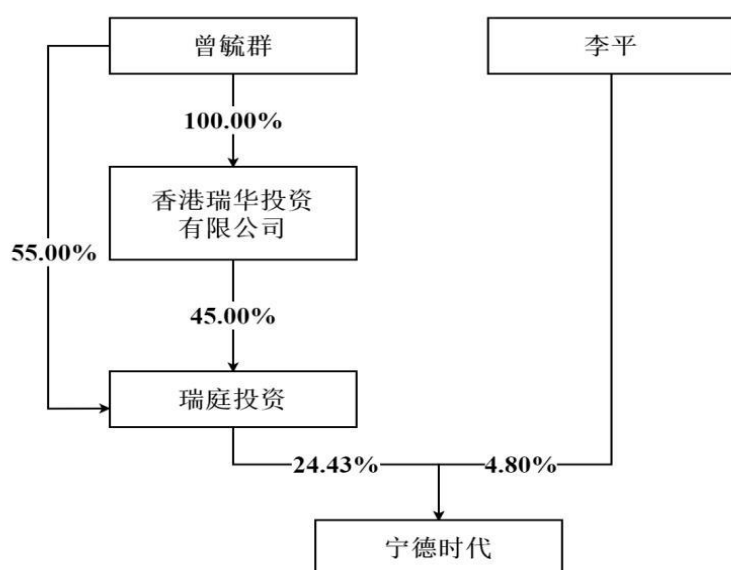 曾毓群
李平
100.00%
香港瑞华投资
有限公司
55.00%
45.00%
瑞庭投资
24.43%
4.80%
宁德时代